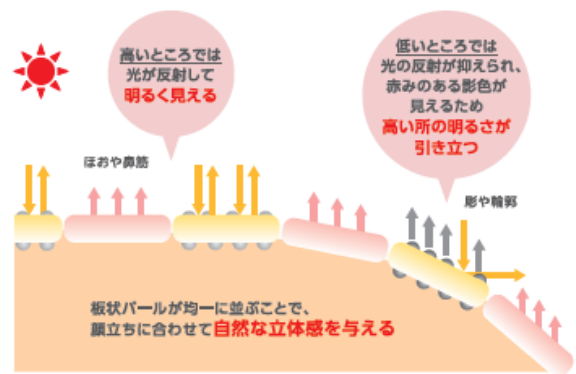 高いところでは
光が反射して
明るく見える
低いところでは
光の反射が抑えられ、
赤みのある影色が
見えるため
高い所の明るさが
引き立つ
ほおや鼻筋
彫や輪郭
板状パールが均一に並ぶことで、
顔立ちに合わせて自然な立体感を与える